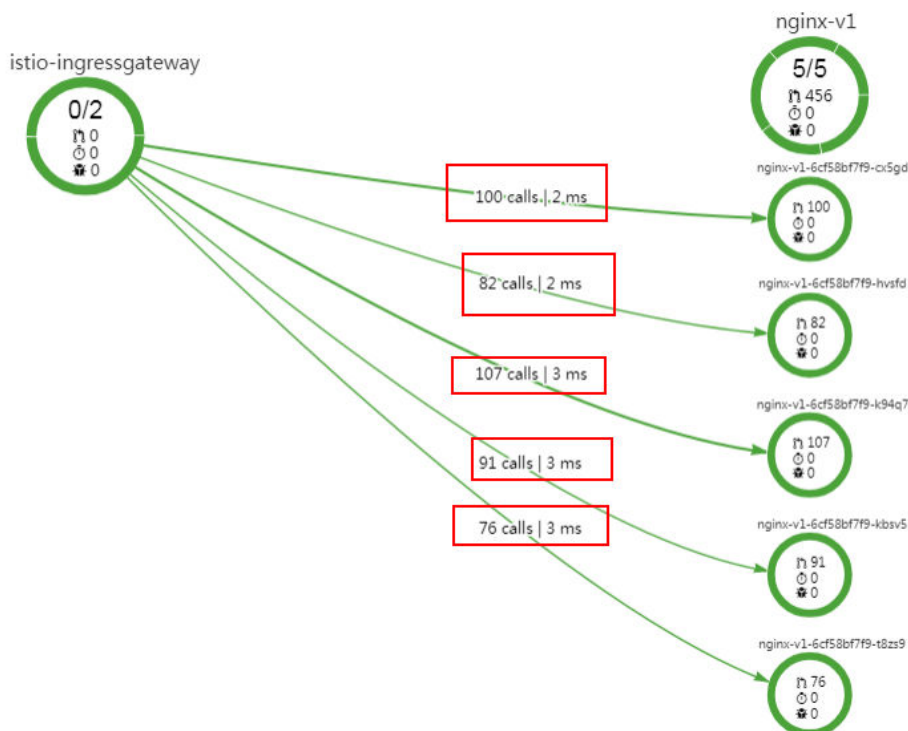 nginx-v1
5/5
456
0
0
istio-ingressgateway
0/2
0
0
0
nginx-v1-6cf58bf7f9-cx5gd
100 calls | 2 ms
100
0
0
nginx-v1-6cf58bf7f9-hvsfd
82 calls | 2 ms
82
0
0
107 calls | 3 ms
nginx-v1-6cf58bf7f9-k94q7
107
0
0
91 calls | 3 ms
nginx-v1-6cf58bf7f9-kbsv5
76 calls | 3 ms
91
0
0
nginx-v1-6cf58bf7f9-t8zs9
76
0
0